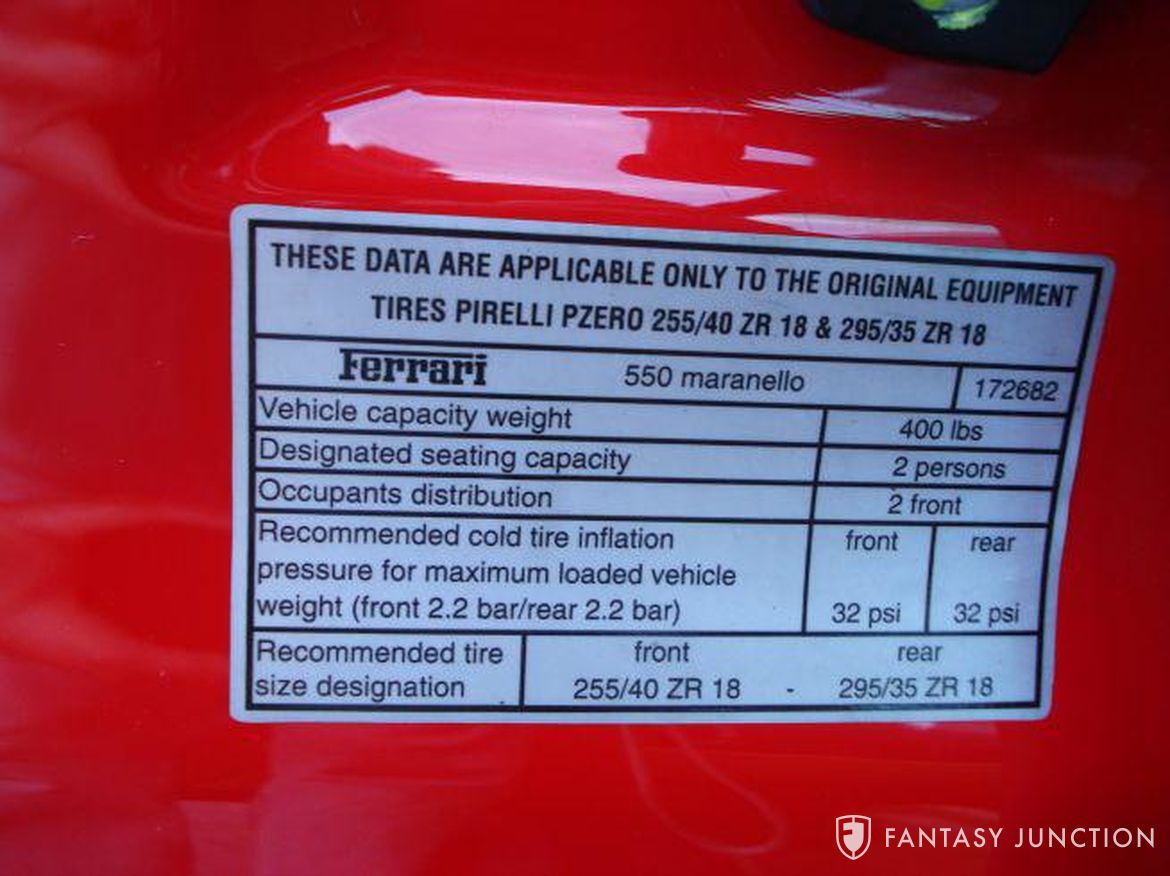 THESE DATA ARE APPLICABLE ONLY TO THE ORIGINAL EQUIPMENT
TIRES PIRELLI PZERO 255/40 ZR 18 & 295/35 ZR 18
Ferrari 550 maranello 172682
Vehicle capacity weight 400 lbs
Designated seating capacity 2 persons
Occupants distribution 2 front
Recommended cold tire inflation front rear
pressure for maximum loaded vehicle
weight (front 2.2 bar/rear 2.2 bar) 32 psi 32 psi
Recommended tire front rear
size designation 255/40 ZR 18 - 295/35 ZR 18
FANTASY JUNCTION